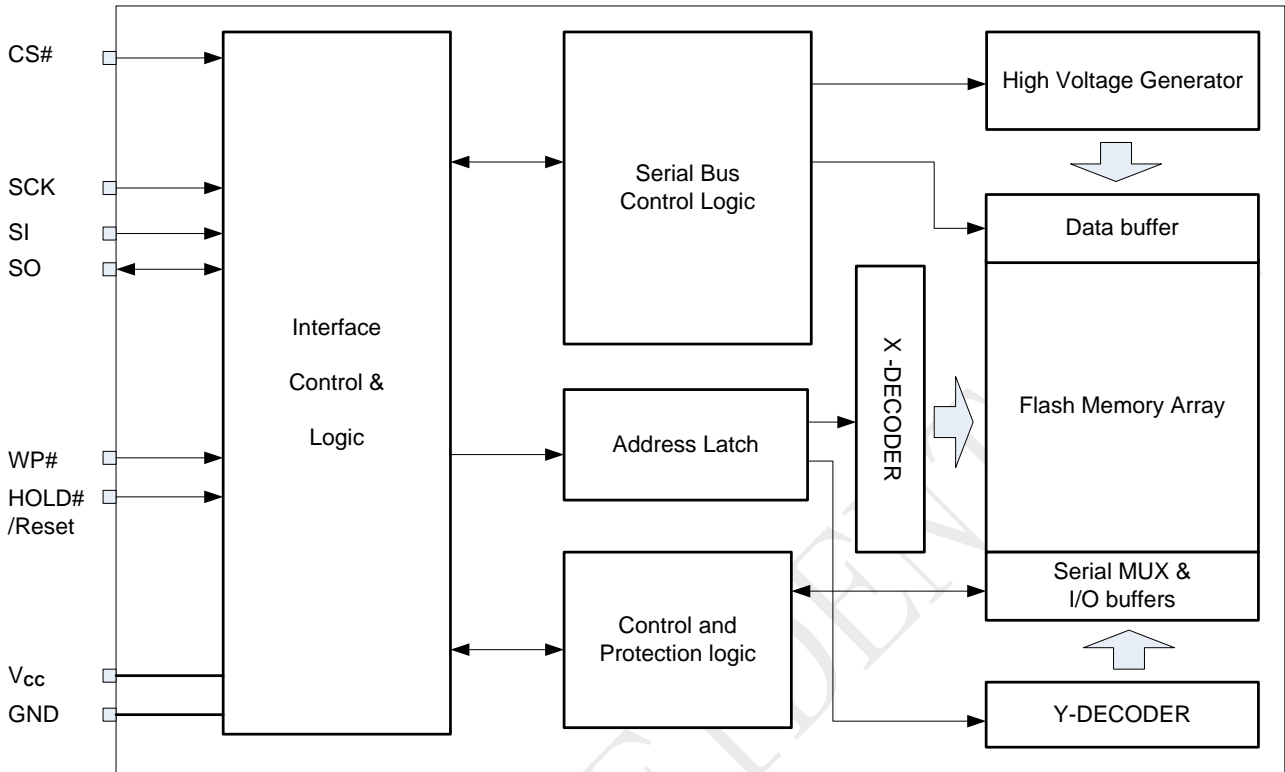 CS#
SCK
SI
SO
WP#
HOLD#
/Reset
Vcc
GND
Interface
Control &
Logic
Serial Bus
Control Logic
Address Latch
Control and
Protection logic
X -DECODER
High Voltage Generator
Data buffer
Flash Memory Array
Serial MUX &
I/O buffers
Y-DECODER